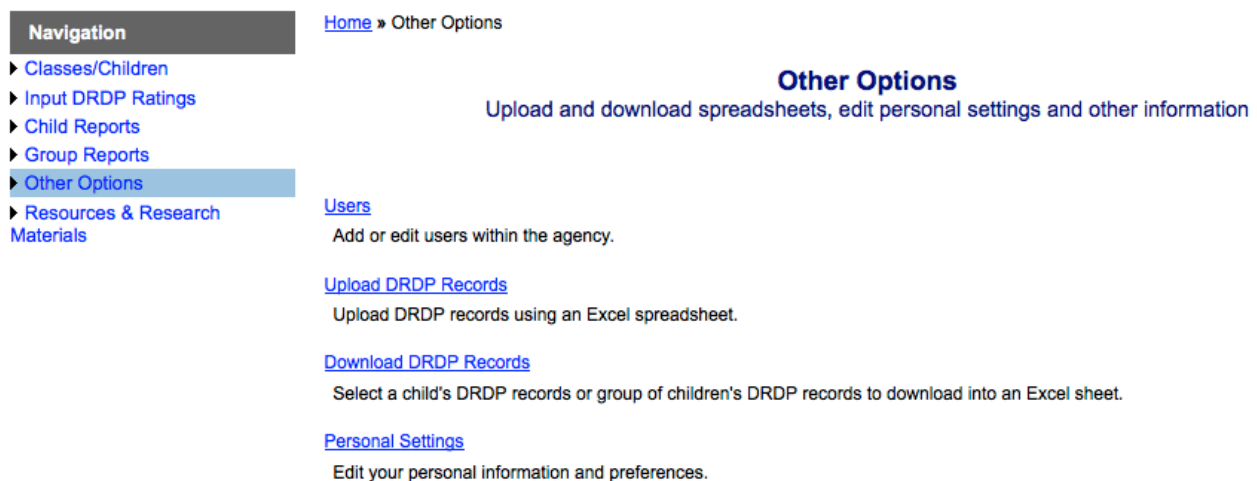 Navigation
Classes/Children
Input DRDP Ratings
Child Reports
Group Reports
Other Options
Resources & Research
Materials
Home » Other Options
Other Options
Upload and download spreadsheets, edit personal settings and other information
Users
Add or edit users within the agency.
Upload DRDP Records
Upload DRDP records using an Excel spreadsheet.
Download DRDP Records
Select a child's DRDP records or group of children's DRDP records to download into an Excel sheet.
Personal Settings
Edit your personal information and preferences.